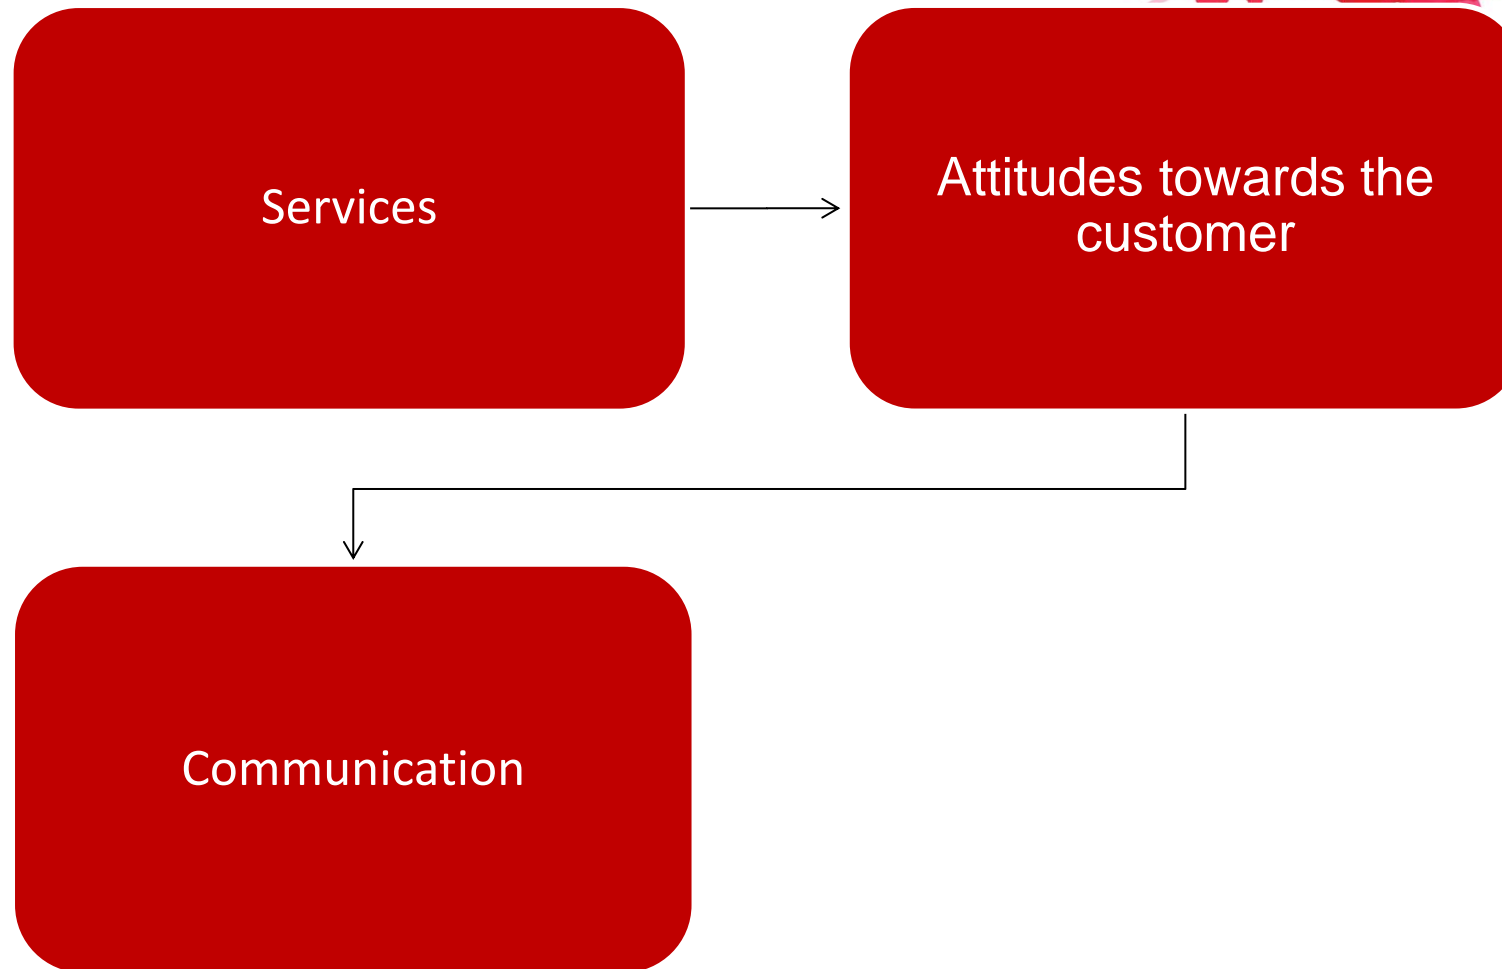 Services
Attitudes towards the
customer
Communication